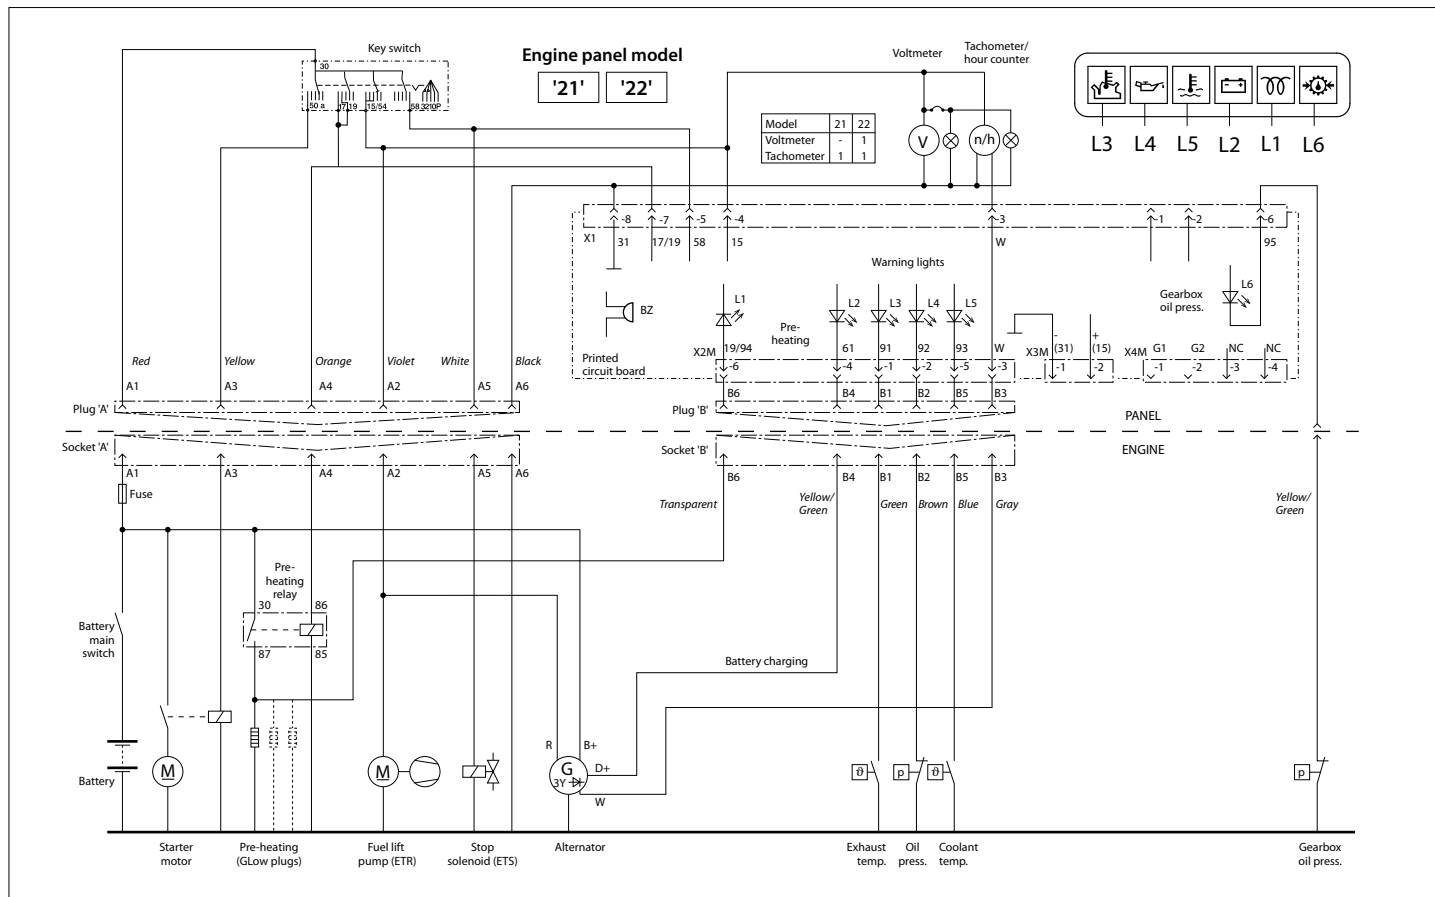 Key switch
Engine panel model
'21' '22'
Voltmeter
Tachometer/
hour counter
30
50 a 17 19 15/54 58 3210P
Model 21 22
Voltmeter - 1
Tachometer 1 1
V
n/h
L3 L4 L5 L2 L1 L6
-8 -7 -5 -4 -3 -1 -2 -6
X1 31 17/19 58 15 W 95
Warning lights
BZ
L1 L2 L3 L4 L5 L6
Gearbox
oil press.
Pre-
heating
Printed
circuit board
X2M 19/94 61 91 92 93 W
X3M - (31) + (15)
X4M G1 G2 NC NC
-6 -4 -1 -2 -5 -3 -1 -2 -1 -2 -3 -4
Red Yellow Orange Violet White Black
A1 A3 A4 A2 A5 A6
B6 B4 B1 B2 B5 B3
Plug 'A'
Plug 'B'
PANEL
ENGINE
Socket 'A'
Socket 'B'
A1 A3 A4 A2 A5 A6
B6 B4 B1 B2 B5 B3
Fuse
Transparent
Yellow/
Green
Green Brown Blue Gray
Yellow/
Green
Pre-
heating
relay
30 86
87 85
Battery
main
switch
Battery charging
Battery
M
M
R B+
G
3Y
D+
W
ϑ p ϑ p
Starter
motor
Pre-heating
(GLow plugs)
Fuel lift
pump (ETR)
Stop
solenoid (ETS)
Alternator
Exhaust
temp.
Oil
press.
Coolant
temp.
Gearbox
oil press.